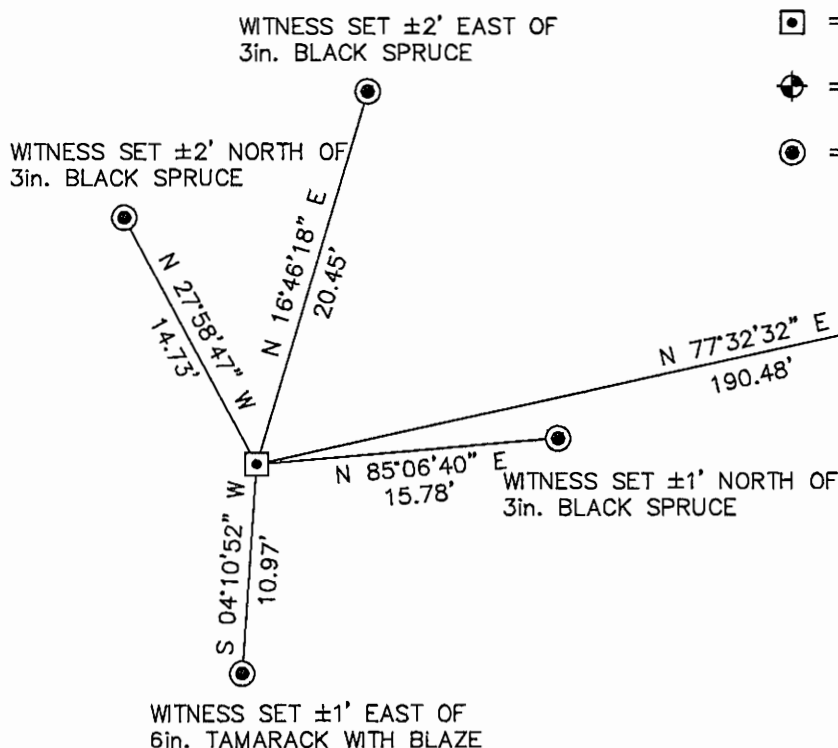 WITNESS SET ±2' EAST OF
3in. BLACK SPRUCE
=
=
=
WITNESS SET ±2' NORTH OF
3in. BLACK SPRUCE
N 16°46'18" E
20.45'
N 27°58'47" W
14.73'
N 77°32'32" E
190.48'
N 85°06'40" E
15.78'
WITNESS SET ±1' NORTH OF
3in. BLACK SPRUCE
S 04°10'52" W
10.97'
WITNESS SET ±1' EAST OF
6in. TAMARACK WITH BLAZE